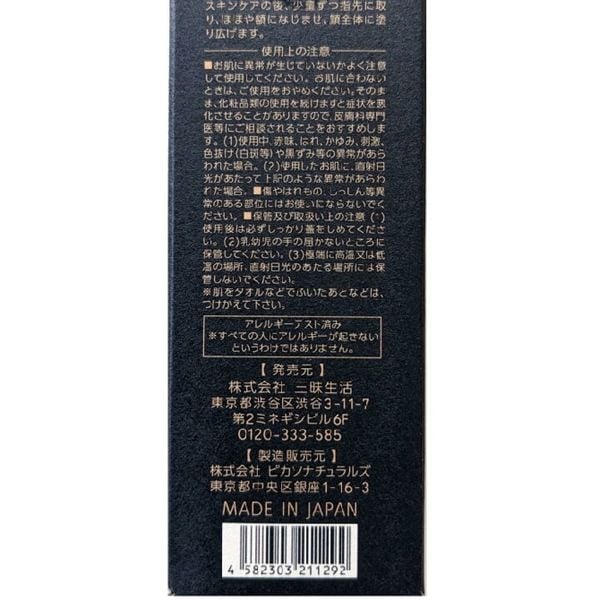 スキンケアの後、少量ずつ指先に取
り、ほほや額になじませ、顔全体に塗
り広げます。
使用上の注意
■お肌に異常が生じていないかよく注意
して使用してください。お肌に合わない
ときは、ご使用をおやめください。そのま
ま、化粧品類の使用を続けますと症状を悪
化させることがありますので、皮膚科専門
医等にご相談されることをおすすめしま
す。(1)使用中、赤味、はれ、かゆみ、刺激、
色抜け(白斑等)や黒ずみ等の異常があら
われた場合。(2)使用したお肌に、直射日
光があたって上記のような異常があらわ
れた場合。■傷やはれもの、しっしん等異
常のある部位にはお使いにならないでく
ださい。■保管及び取扱い上の注意 (1)
使用後は必ずしっかり蓋をしめてくださ
い。(2)乳幼児の手の届かないところに
保管してください。(3)極端に高温又は低
温の場所、直射日光のあたる場所には保
管しないでください。
※肌をタオルなどでふいたあとなどは、
つけかえて下さい。
アレルギーテスト済み
※すべての人にアレルギーが起きない
というわけではありません。
【 発売元 】
株式会社 三昧生活
東京都渋谷区渋谷3-11-7
第2ミネギシビル6F
0120-333-585
【 製造販売元 】
株式会社 ピカソナチュラルズ
東京都中央区銀座1-16-3
MADE IN JAPAN
4 582303 211292